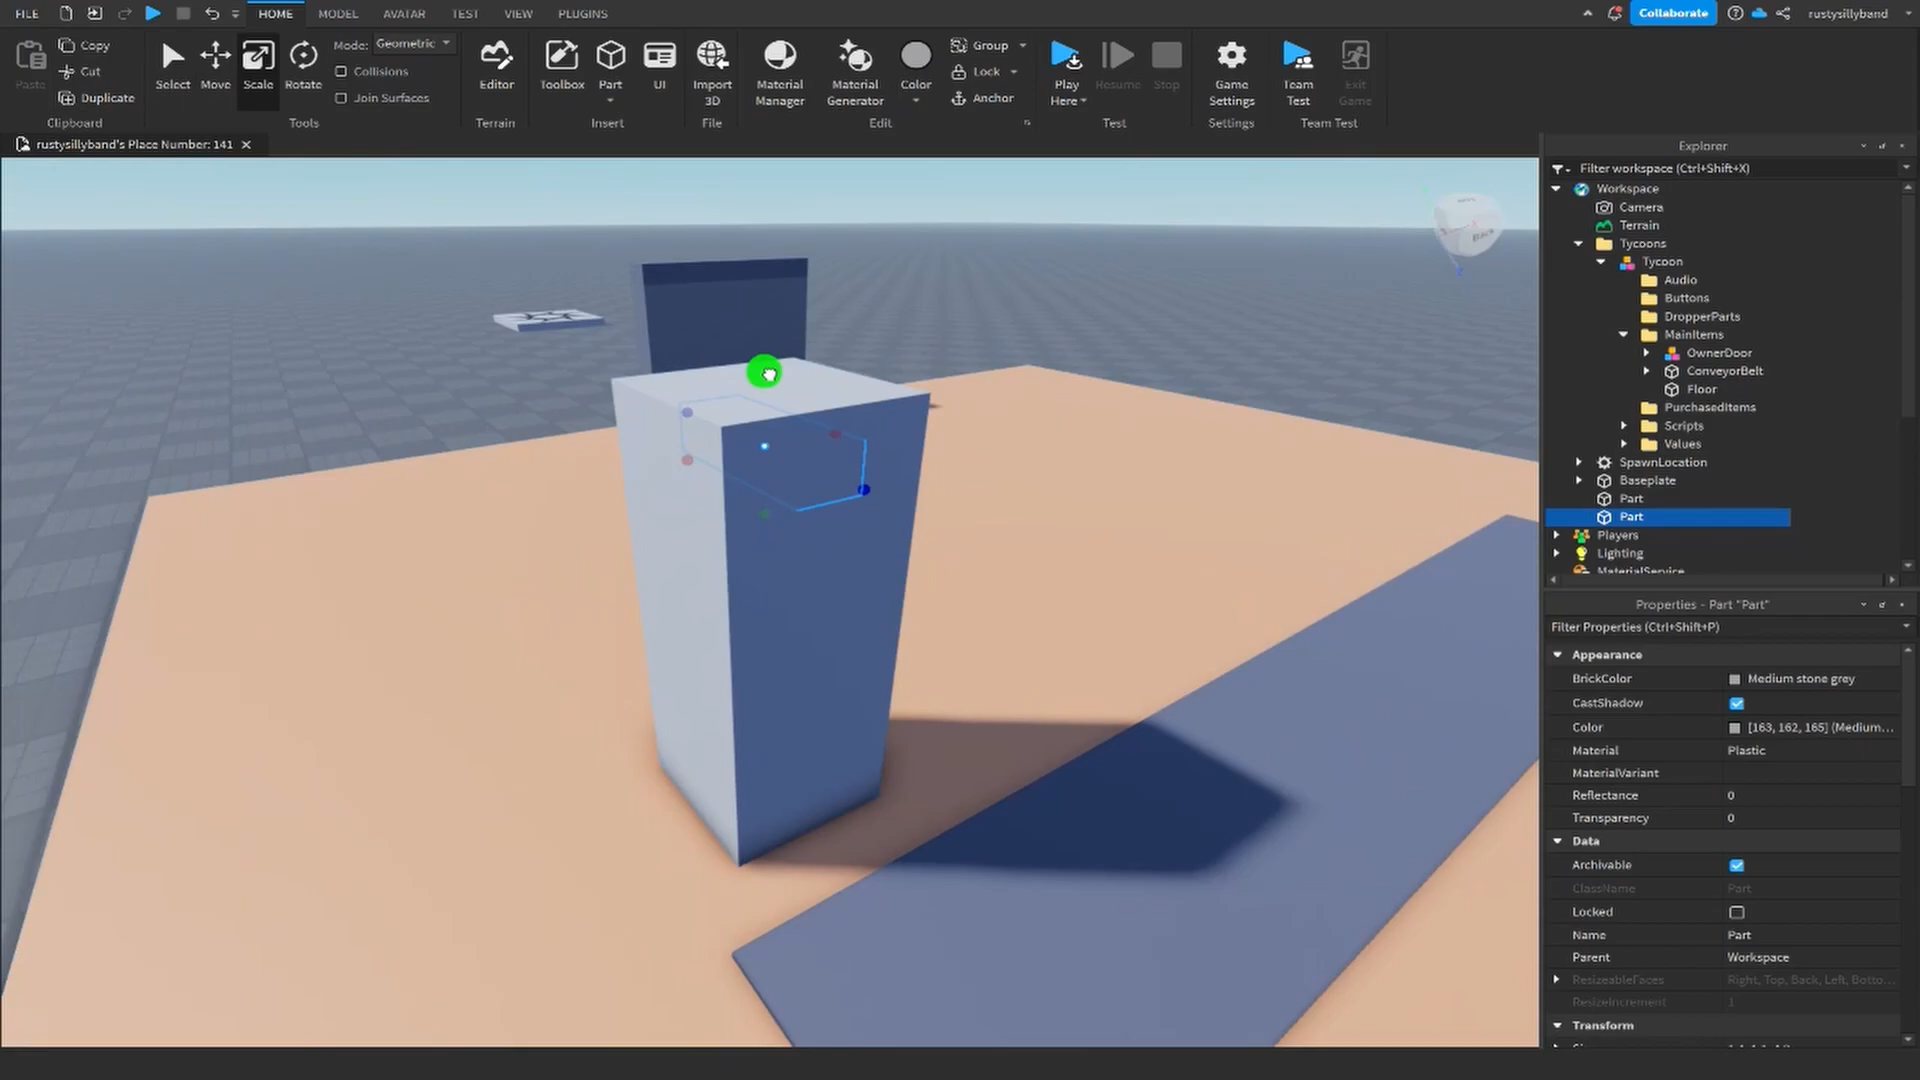 FILE HOME MODEL AVATAR TEST VIEW PLUGINS Collaborate rustysillyband
Paste Copy Cut Duplicate Clipboard
Select Move Scale Rotate Mode: Geometric Collisions Join Surfaces Tools
Editor Terrain
Toolbox Part UI Insert
Import 3D File
Material Manager Material Generator Color Group Lock Anchor Edit
Play Here Resume Stop Test
Game Settings Settings
Team Test Exit Game Team Test
rustysillyband's Place Number: 141
Explorer
Filter workspace (Ctrl+Shift+X)
Workspace
Camera
Terrain
Tycoons
Tycoon
Audio
Buttons
DropperParts
MainItems
OwnerDoor
ConveyorBelt
Floor
PurchasedItems
Scripts
Values
SpawnLocation
Baseplate
Part
Part
Players
Lighting
MaterialService
Properties - Part "Part"
Filter Properties (Ctrl+Shift+P)
Appearance
BrickColor Medium stone grey
CastShadow
Color [163, 162, 165] (Medium...
Material Plastic
MaterialVariant
Reflectance 0
Transparency 0
Data
Archivable
ClassName Part
Locked
Name Part
Parent Workspace
ResizeableFaces Right, Top, Back, Left, Botto...
ResizeIncrement 1
Transform